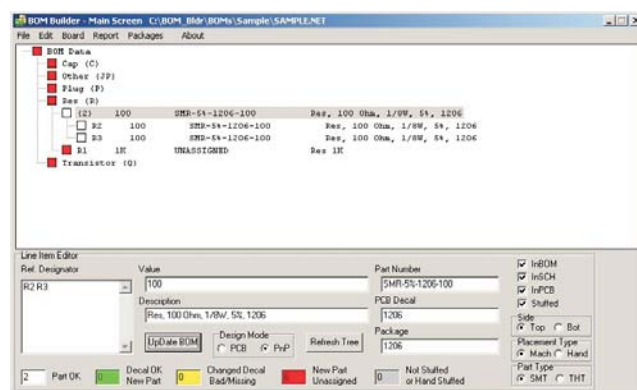 BOM Builder - Main Screen C:\BOM_Bldr\BOMs\Sample\SAMPLE.NET
File Edit Board Report Packages About
BOM Data
Cap (C)
Other (JP)
Plug (P)
Res (R)
(2) 100 SMR-5%-1206-100 Res, 100 Ohm, 1/8W, 5%, 1206
R2 100 SMR-5%-1206-100 Res, 100 Ohm, 1/8W, 5%, 1206
R3 100 SMR-5%-1206-100 Res, 100 Ohm, 1/8W, 5%, 1206
R1 1K UNASSIGNED Res 1K
Transistor (Q)
Line Item Editor
Ref. Designator Value Part Number
R2 R3 100 SMR-5%-1206-100
Description PCB Decal
Res, 100 Ohm, 1/8W, 5%, 1206 1206
UpDate BOM Design Mode PCB PnP Refresh Tree Package
1206
InBOM
InSCH
InPCB
Stuffed
Side
Top Bot
Placement Type
Mach Hand
Part Type
SMT THT
2 Part OK 0 Decal OK New Part 0 Changed Decal Bad/Missing New Part Unassigned 0 Not Stuffed or Hand Stuffed